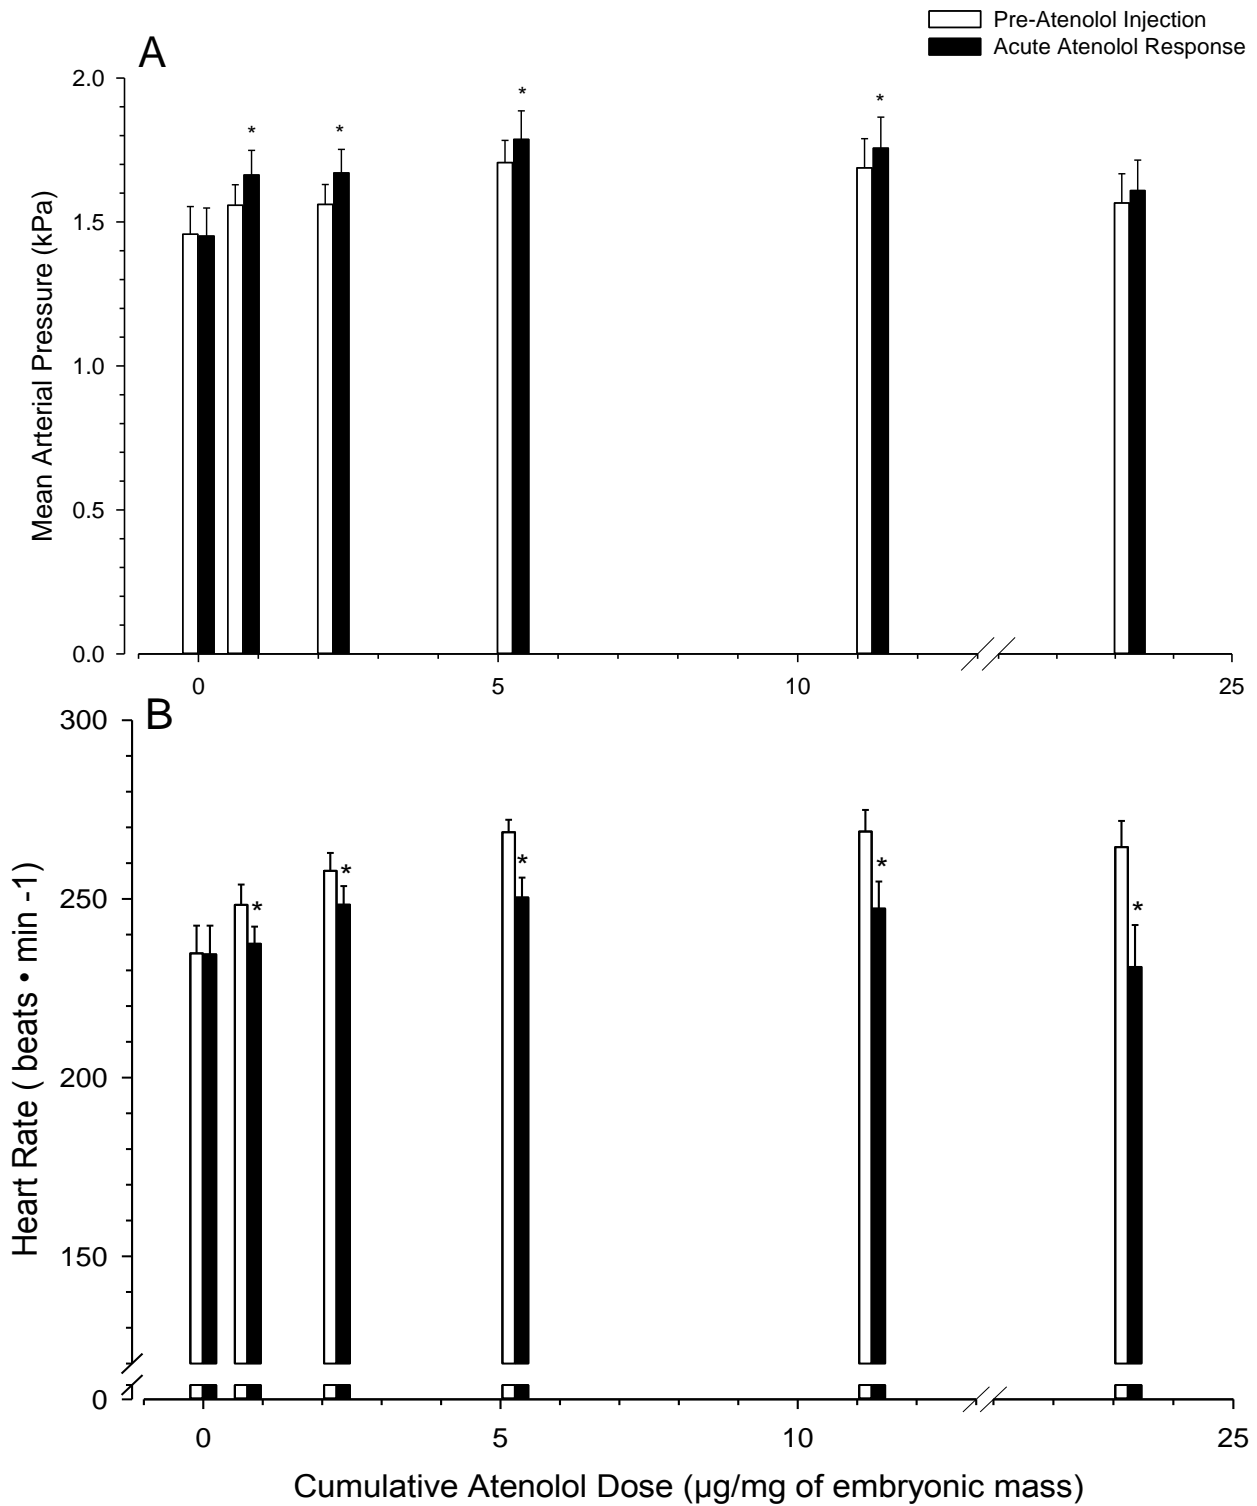 Pre-Atenolol Injection
Acute Atenolol Response
A
2.0
*
*
*
*
1.5
1.0
0.5
0.0
Mean Arterial Pressure (kPa)
0 5 10 25
B
300
250
*
*
*
*
*
200
150
0
Heart Rate ( beats • min -1)
0 5 10 25
Cumulative Atenolol Dose (µg/mg of embryonic mass)